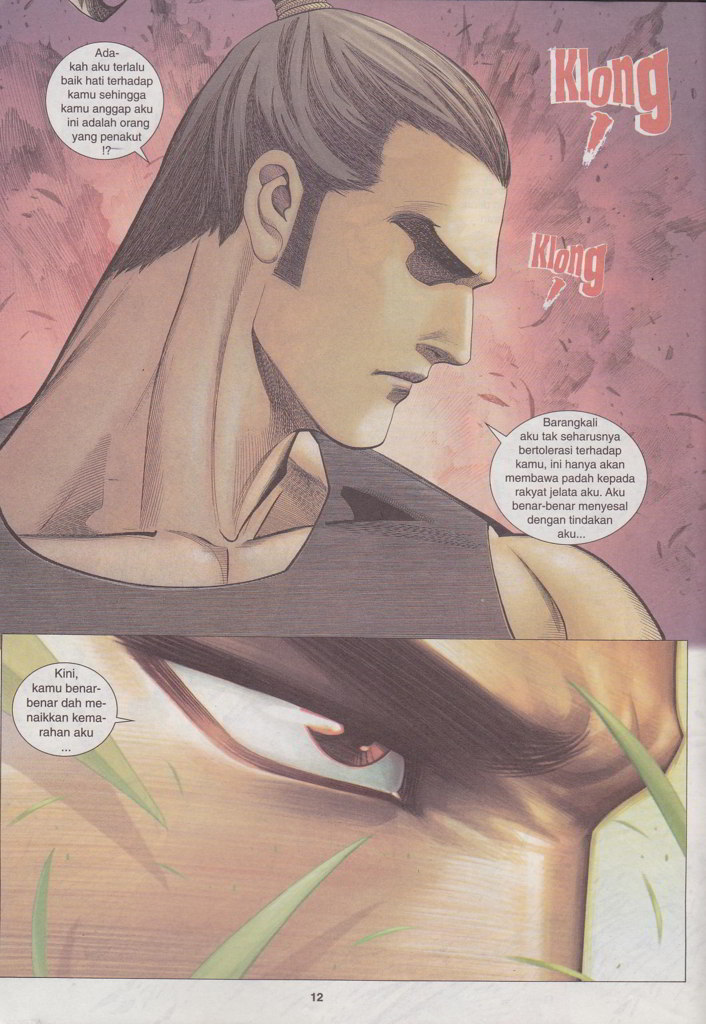 Ada-
kah aku terlalu
baik hati terhadap
kamu sehingga
kamu anggap aku
ini adalah orang
yang penakut
!?
Klong
!
Klong
!
Barangkali
aku tak seharusnya
bertolerasi terhadap
kamu, ini hanya akan
membawa padah kepada
rakyat jelata aku. Aku
benar-benar menyesal
dengan tindakan
aku...
Kini,
kamu benar-
benar dah me-
naikkan kema-
rahan aku
...
12